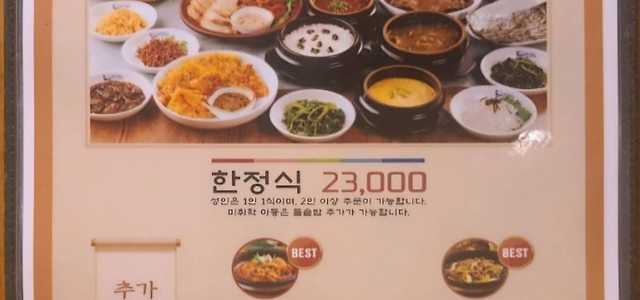 한정식 23,000
성인은 1인 1식이며, 2인 이상 주문이 가능합니다.
미취학 아동은 돌솥밥 추가가 가능합니다.
BEST
BEST
추가